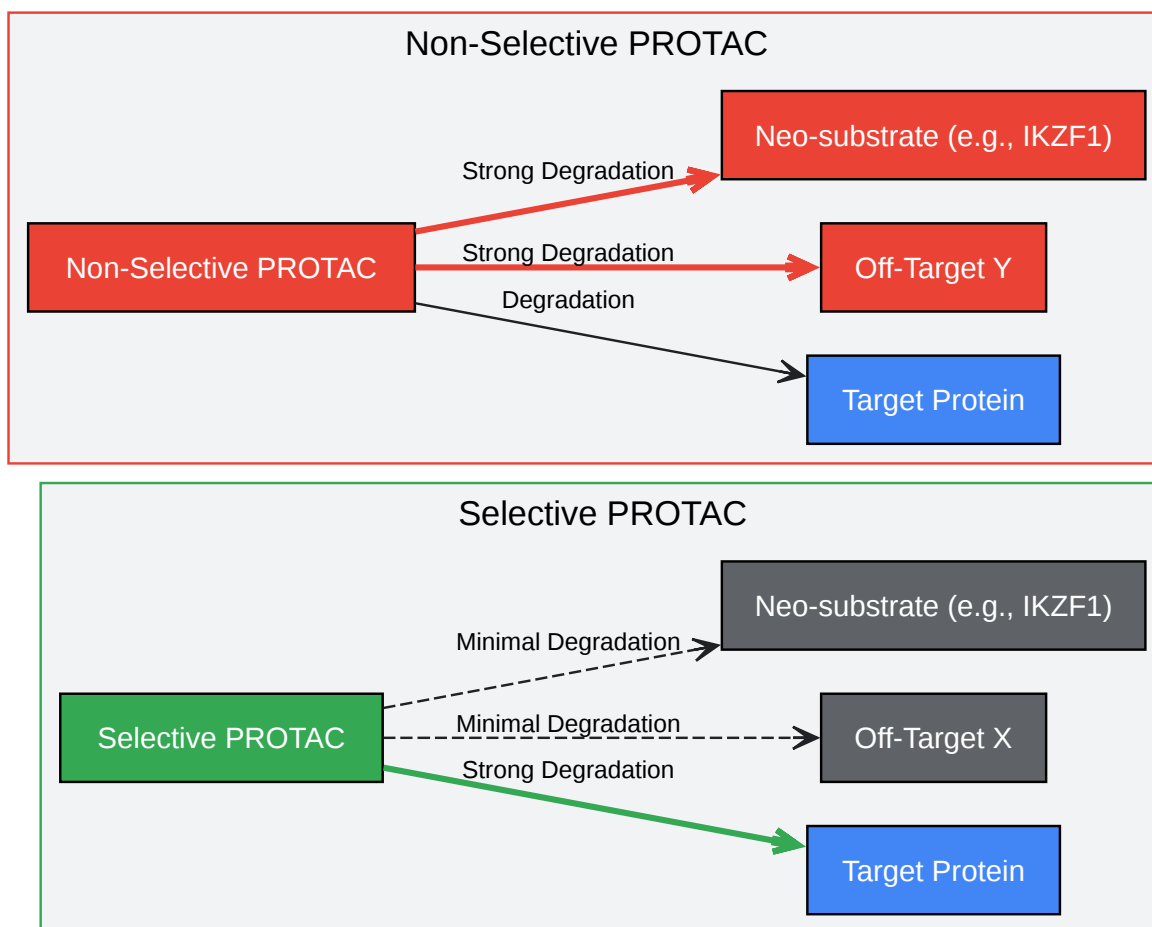 Non-Selective PROTAC
Neo-substrate (e.g., IKZF1)
Strong Degradation
Non-Selective PROTAC
Strong Degradation
Off-Target Y
Degradation
Target Protein
Selective PROTAC
Neo-substrate (e.g., IKZF1)
Minimal Degradation
Selective PROTAC
Minimal Degradation
Off-Target X
Strong Degradation
Target Protein